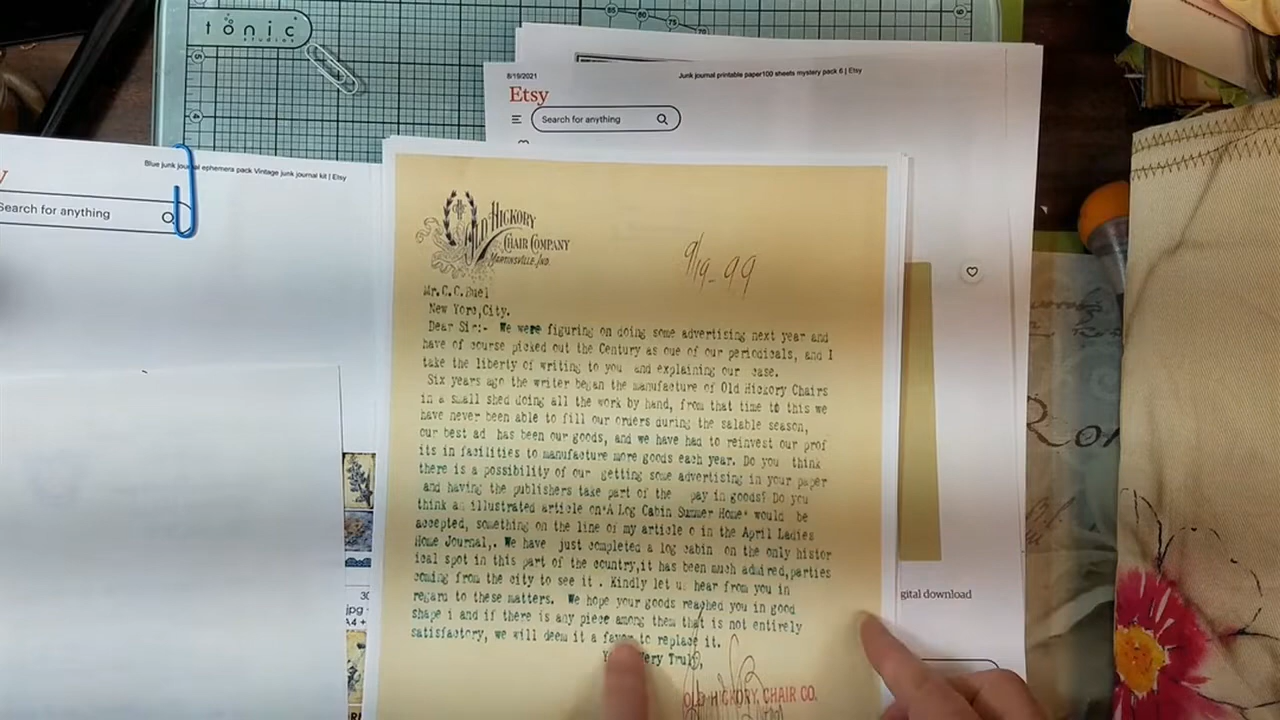 tonic
studios
8/19/2021
Junk journal printable paper100 sheets mystery pack 6 | Etsy
Etsy
Search for anything
Blue junk journal ephemera pack Vintage junk journal kit | Etsy
y
Search for anything
OLD HICKORY
CHAIR COMPANY
MARTINSVILLE, IND.
9/19-99
Mr. C. C. Buel
New Yore, City.
Dear Sir:- We were figuring on doing some advertising next year and
have of course picked out the Century as one of our periodicals, and I
take the liberty of writing to you and explaining our case.
Six years ago the writer began the manufacture of Old Hickory Chairs
in a small shed doing all the work by hand, from that time to this we
have never been able to fill our orders during the salable season,
our best ad has been our goods, and we have had to reinvest our prof
its in facilities to manufacture more goods each year. Do you think
there is a possibility of our getting some advertising in your paper
and having the publishers take part of the pay in goods? Do you
think an illustrated article on "A Log Cabin Summer Home" would be
accepted, something on the line of my article o in the April Ladies
Home Journal,. We have just completed a log cabin on the only histor
ical spot in this part of the country, it has been much admired, parties
coming from the city to see it . Kindly let us hear from you in
regard to these matters. We hope your goods reached you in good
shape i and if there is any piece among them that is not entirely
satisfactory, we will deem it a favor to replace it.
Very Truly,
OLD HICKORY CHAIR CO.
gital download
30
jpg
A4 +
Ror